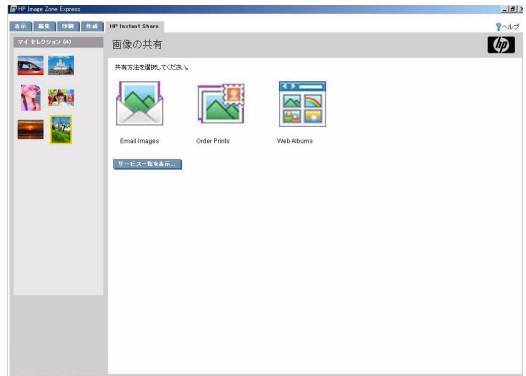 HP Image Zone Express
表示 編集 印刷 作成 HP Instant Share
ヘルプ
マイ セレクション (4)
画像の共有
hp
共有方法を選択してください。
Email Images Order Prints Web Albums
サービス一覧を表示...